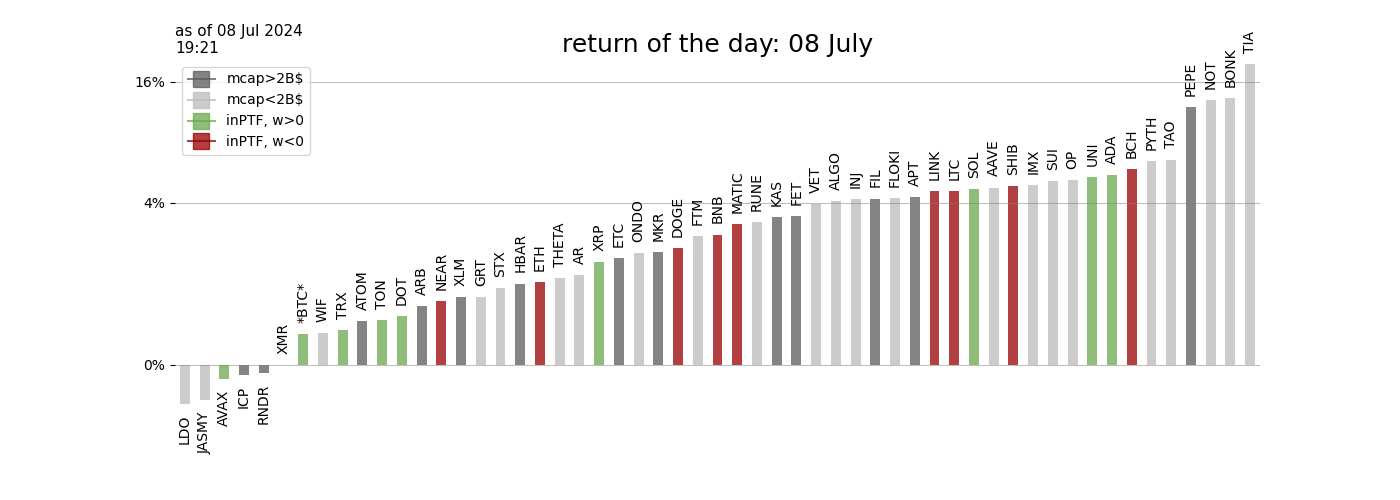 as of 08 Jul 2024
19:21
return of the day: 08 July
mcap>2B$
mcap<2B$
inPTF, w>0
inPTF, w<0
16%
4%
0%
LDO
JASMY
AVAX
ICP
RNDR
XMR
*BTC*
WIF
TRX
ATOM
TON
DOT
ARB
NEAR
XLM
GRT
STX
HBAR
ETH
THETA
AR
XRP
ETC
ONDO
MKR
DOGE
FTM
BNB
MATIC
RUNE
KAS
FET
VET
ALGO
INJ
FIL
FLOKI
APT
LINK
LTC
SOL
AAVE
SHIB
IMX
SUI
OP
UNI
ADA
BCH
PYTH
TAO
PEPE
NOT
BONK
TIA